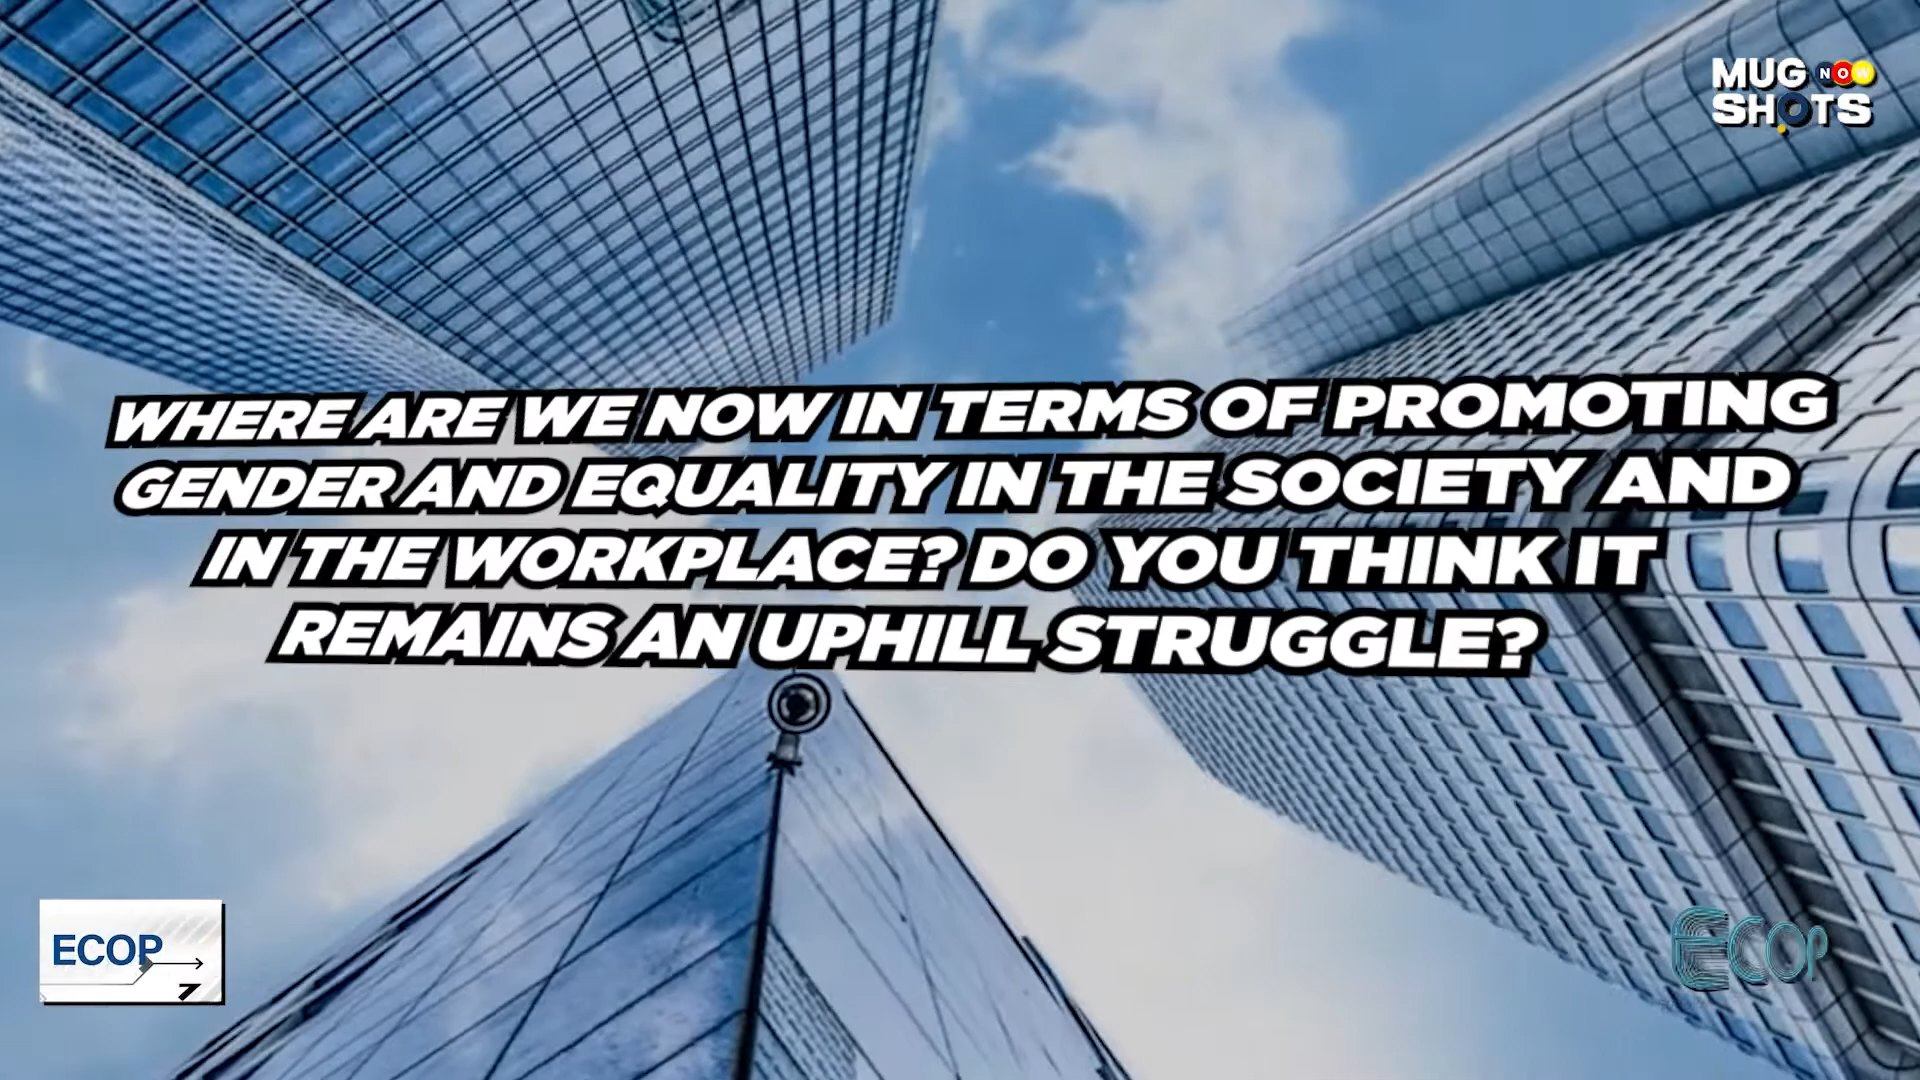 MUG NOW
SHOTS
WHERE ARE WE NOW IN TERMS OF PROMOTING
GENDER AND EQUALITY IN THE SOCIETY AND
IN THE WORKPLACE? DO YOU THINK IT
REMAINS AN UPHILL STRUGGLE?
ECOP
ECOP